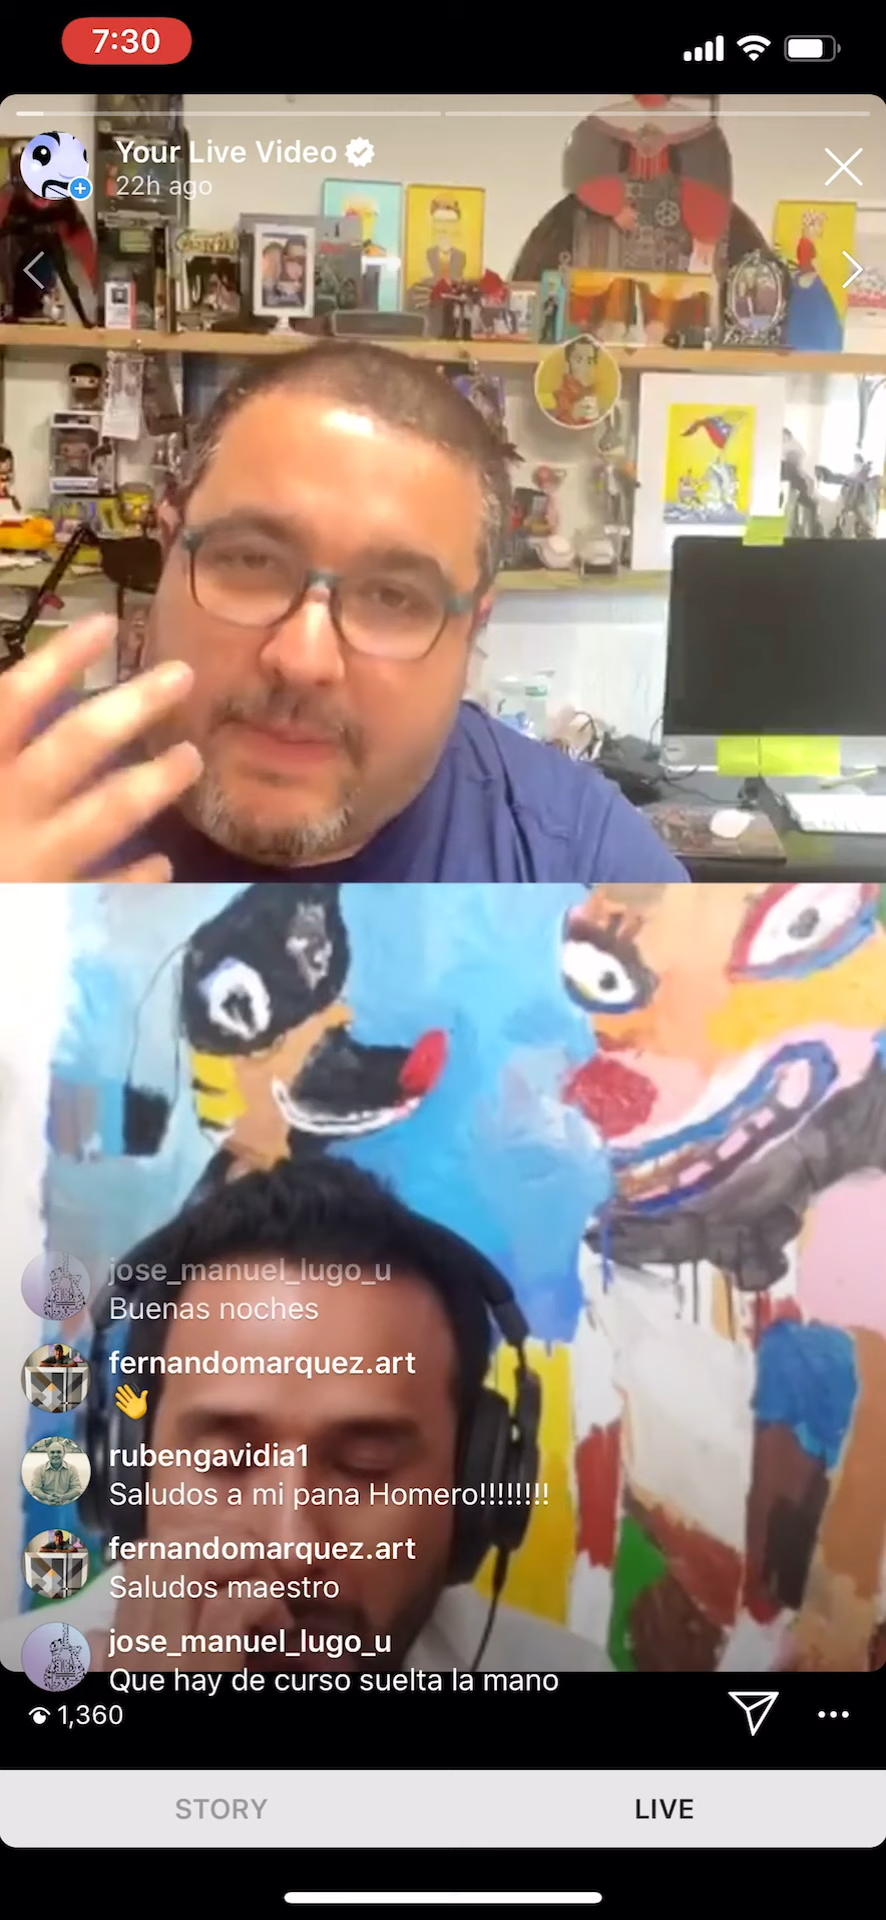 7:30
Your Live Video
22h ago
jose_manuel_lugo_u
Buenas noches
fernandomarquez.art
👋
rubengavidia1
Saludos a mi pana Homero!!!!!!!!
fernandomarquez.art
Saludos maestro
jose_manuel_lugo_u
Que hay de curso suelta la mano
1,360
STORY
LIVE